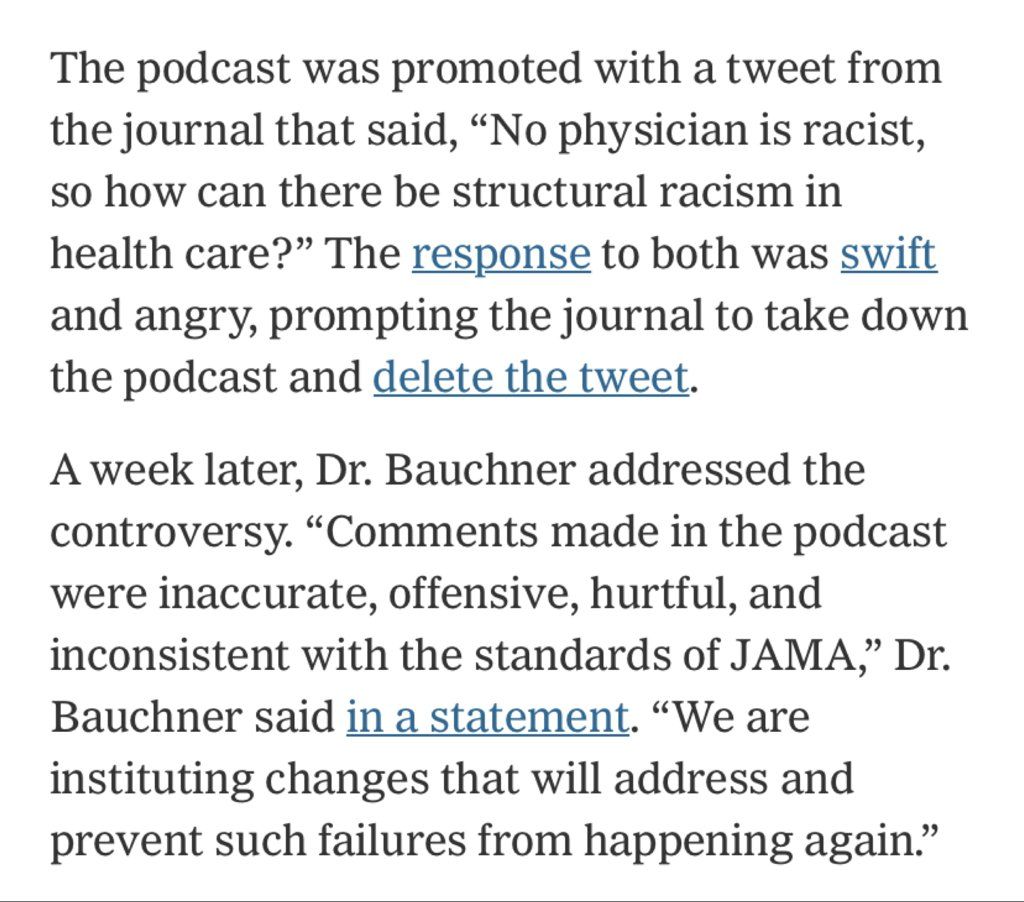 The podcast was promoted with a tweet from
the journal that said, “No physician is racist,
so how can there be structural racism in
health care?” The response to both was swift
and angry, prompting the journal to take down
the podcast and delete the tweet.
A week later, Dr. Bauchner addressed the
controversy. “Comments made in the podcast
were inaccurate, offensive, hurtful, and
inconsistent with the standards of JAMA,” Dr.
Bauchner said in a statement. “We are
instituting changes that will address and
prevent such failures from happening again.”